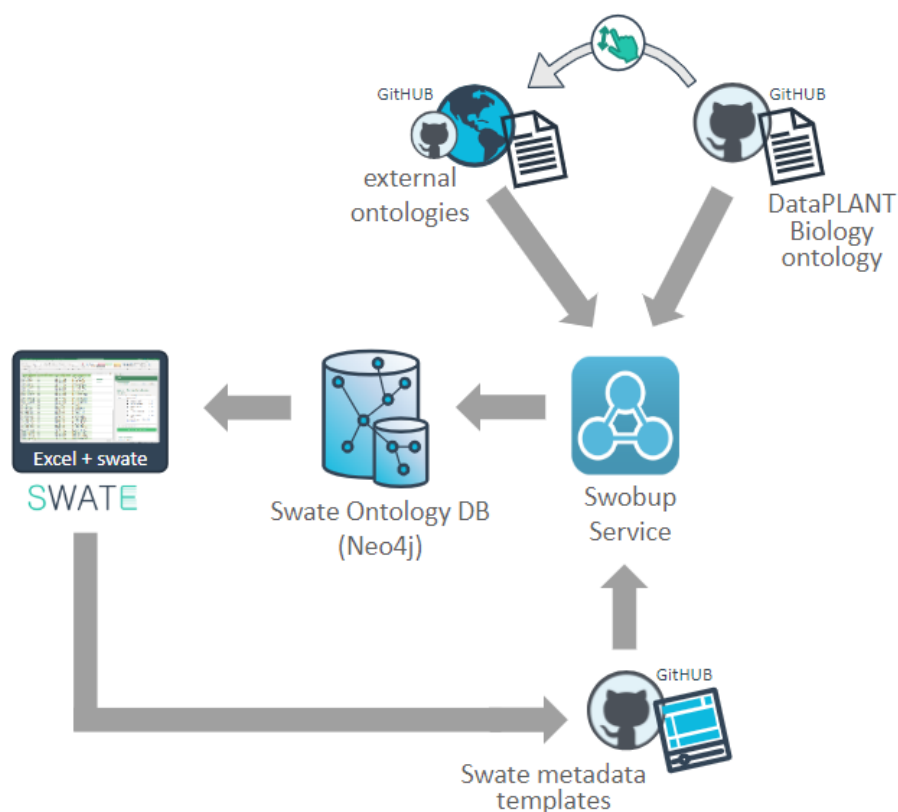 GitHUB
external
ontologies
GitHUB
DataPLANT
Biology
ontology
Excel + swate
SWATE
Swate Ontology DB
(Neo4j)
Swobup
Service
GitHUB
Swate metadata
templates